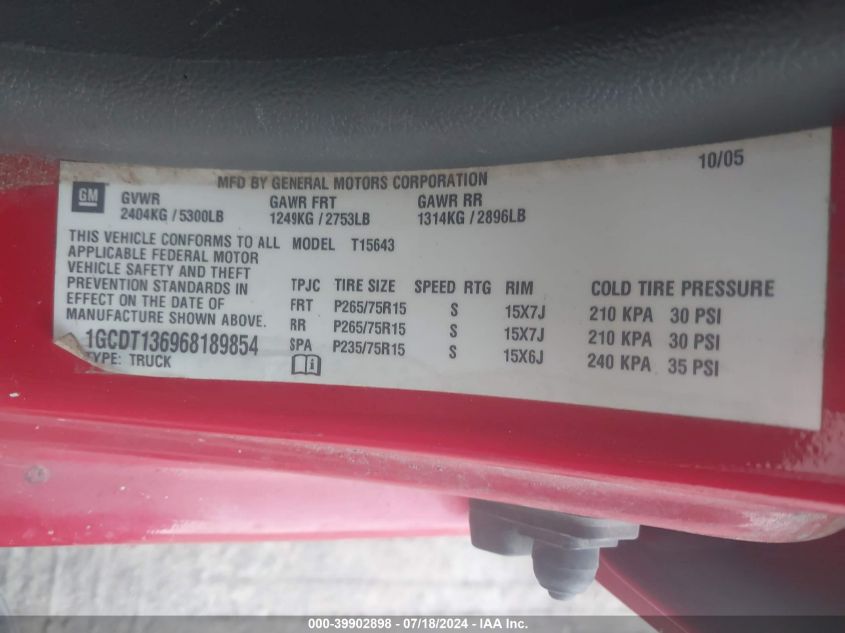 10/05
MFD BY GENERAL MOTORS CORPORATION
GM
GVWR GAWR FRT GAWR RR
2404KG / 5300LB 1249KG / 2753LB 1314KG / 2896LB
THIS VEHICLE CONFORMS TO ALL MODEL T15643
APPLICABLE FEDERAL MOTOR
VEHICLE SAFETY AND THEFT
PREVENTION STANDARDS IN
EFFECT ON THE DATE OF
MANUFACTURE SHOWN ABOVE.
1GCDT136968189854
TYPE: TRUCK
TPJC TIRE SIZE SPEED RTG RIM COLD TIRE PRESSURE
FRT P265/75R15 S 15X7J 210 KPA 30 PSI
RR P265/75R15 S 15X7J 210 KPA 30 PSI
SPA P235/75R15 S 15X6J 240 KPA 35 PSI
000-39902898 - 07/18/2024 - IAA Inc.